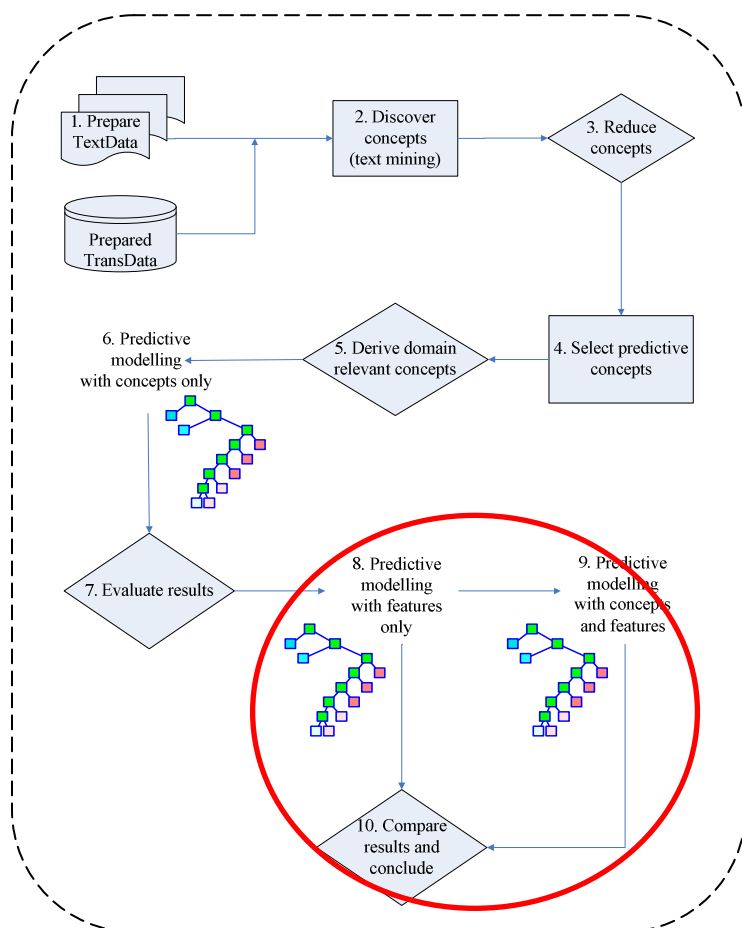 1. Prepare
TextData
2. Discover
concepts
(text mining)
3. Reduce
concepts
Prepared
TransData
4. Select predictive
concepts
5. Derive domain
relevant concepts
6. Predictive
modelling
with concepts only
7. Evaluate results
8. Predictive
modelling
with features
only
9. Predictive
modelling
with concepts
and features
10. Compare
results and
conclude